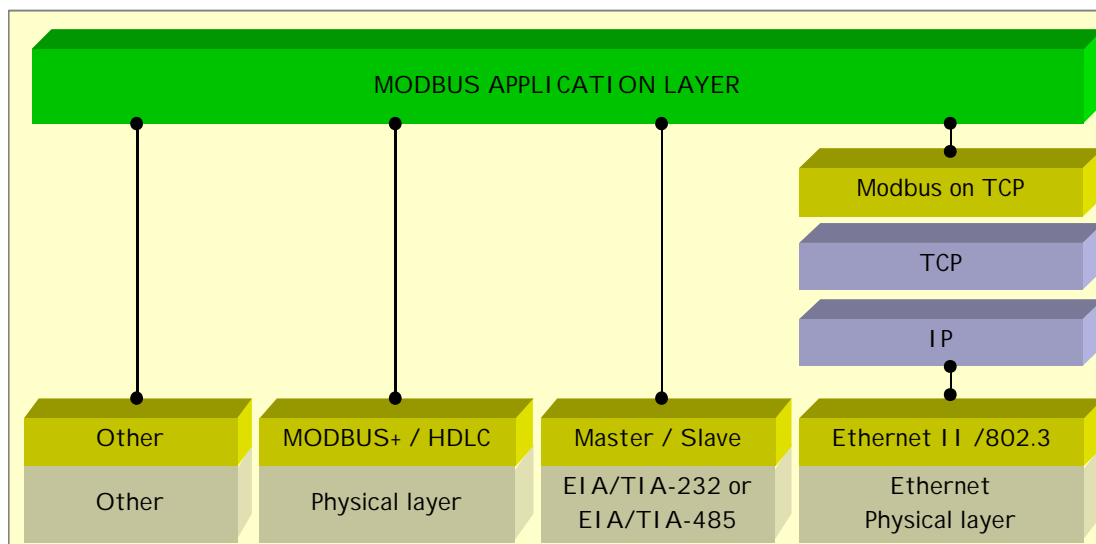 MODBUS APPLICATION LAYER
Modbus on TCP
TCP
IP
Other
MODBUS+ / HDLC
Master / Slave
Ethernet II /802.3
Other
Physical layer
EIA/TIA-232 or
EIA/TIA-485
Ethernet
Physical layer